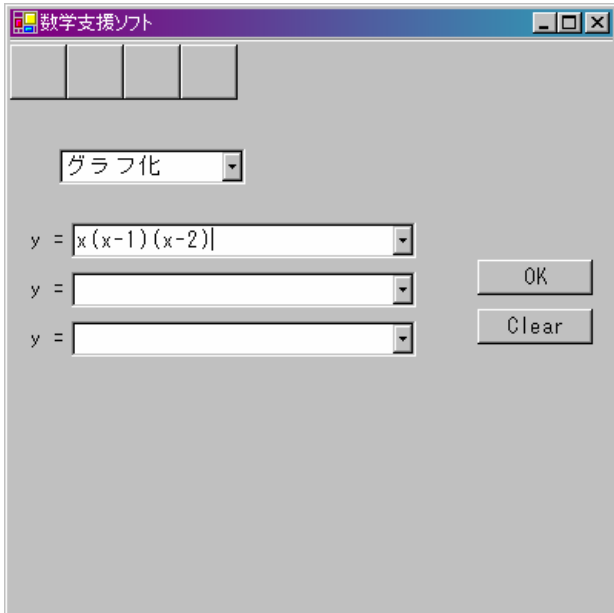 数学支援ソフト
グラフ化
y = x(x-1)(x-2)
y =
OK
y =
Clear